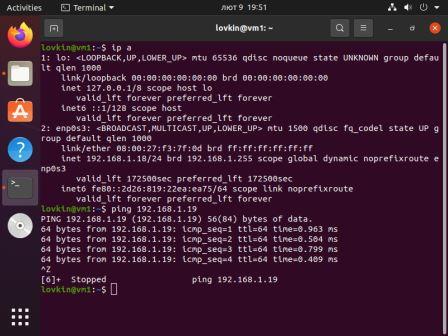 Activities
Terminal
лют 9 19:51
lovkin@vm1: ~
lovkin@vm1:~$ ip a
1: lo: <LOOPBACK,UP,LOWER_UP> mtu 65536 qdisc noqueue state UNKNOWN group defau
lt qlen 1000
link/loopback 00:00:00:00:00:00 brd 00:00:00:00:00:00
inet 127.0.0.1/8 scope host lo
valid_lft forever preferred_lft forever
inet6 ::1/128 scope host
valid_lft forever preferred_lft forever
2: enp0s3: <BROADCAST,MULTICAST,UP,LOWER_UP> mtu 1500 qdisc fq_codel state UP gr
oup default qlen 1000
link/ether 08:00:27:f3:7f:0d brd ff:ff:ff:ff:ff:ff
inet 192.168.1.18/24 brd 192.168.1.255 scope global dynamic noprefixroute e
np0s3
valid_lft 172500sec preferred_lft 172500sec
inet6 fe80::2d26:819:22ea:ea75/64 scope link noprefixroute
valid_lft forever preferred_lft forever
lovkin@vm1:~$ ping 192.168.1.19
PING 192.168.1.19 (192.168.1.19) 56(84) bytes of data.
64 bytes from 192.168.1.19: icmp_seq=1 ttl=64 time=0.963 ms
64 bytes from 192.168.1.19: icmp_seq=2 ttl=64 time=0.504 ms
64 bytes from 192.168.1.19: icmp_seq=3 ttl=64 time=0.799 ms
64 bytes from 192.168.1.19: icmp_seq=4 ttl=64 time=0.409 ms
^Z
[6]+  Stopped                 ping 192.168.1.19
lovkin@vm1:~$